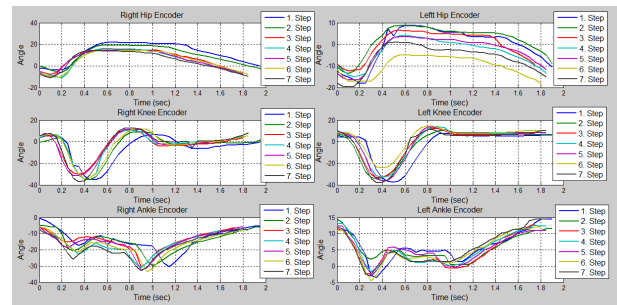 Right Hip Encoder
40
20
0
-20
Angle
0 0.2 0.4 0.6 0.8 1 1.2 1.4 1.6 1.8 2
Time (sec)
1. Step
2. Step
3. Step
4. Step
5. Step
6. Step
7. Step
Left Hip Encoder
10
0
-10
-20
Angle
0 0.2 0.4 0.6 0.8 1 1.2 1.4 1.6 1.8 2
Time (sec)
1. Step
2. Step
3. Step
4. Step
5. Step
6. Step
7. Step
Right Knee Encoder
20
0
-20
-40
Angle
0 0.2 0.4 0.6 0.8 1 1.2 1.4 1.6 1.8 2
Time (sec)
1. Step
2. Step
3. Step
4. Step
5. Step
6. Step
7. Step
Left Knee Encoder
20
0
-20
-40
Angle
0 0.2 0.4 0.6 0.8 1 1.2 1.4 1.6 1.8 2
Time (sec)
1. Step
2. Step
3. Step
4. Step
5. Step
6. Step
7. Step
Right Ankle Encoder
0
-10
-20
-30
-40
Angle
0 0.2 0.4 0.6 0.8 1 1.2 1.4 1.6 1.8 2
Time (sec)
1. Step
2. Step
3. Step
4. Step
5. Step
6. Step
7. Step
Left Ankle Encoder
15
10
5
0
-5
Angle
0 0.2 0.4 0.6 0.8 1 1.2 1.4 1.6 1.8 2
Time (sec)
1. Step
2. Step
3. Step
4. Step
5. Step
6. Step
7. Step